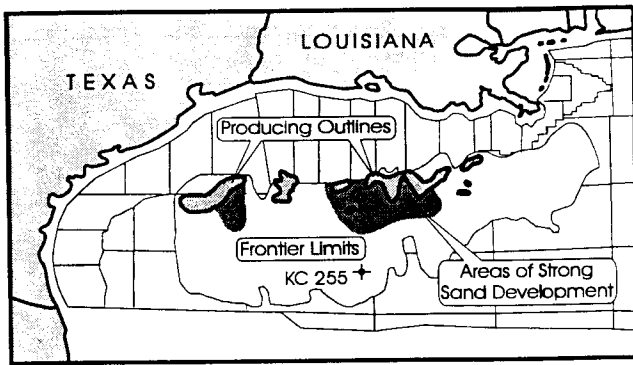 LOUISIANA
TEXAS
Producing Outlines
Frontier Limits
KC 255
Areas of Strong
Sand Development